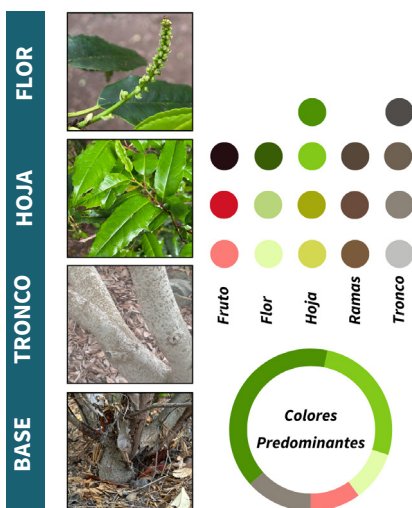 FLOR
HOJA
TRONCO
BASE
Fruto
Flor
Hoja
Ramas
Tronco
Colores
Predominantes